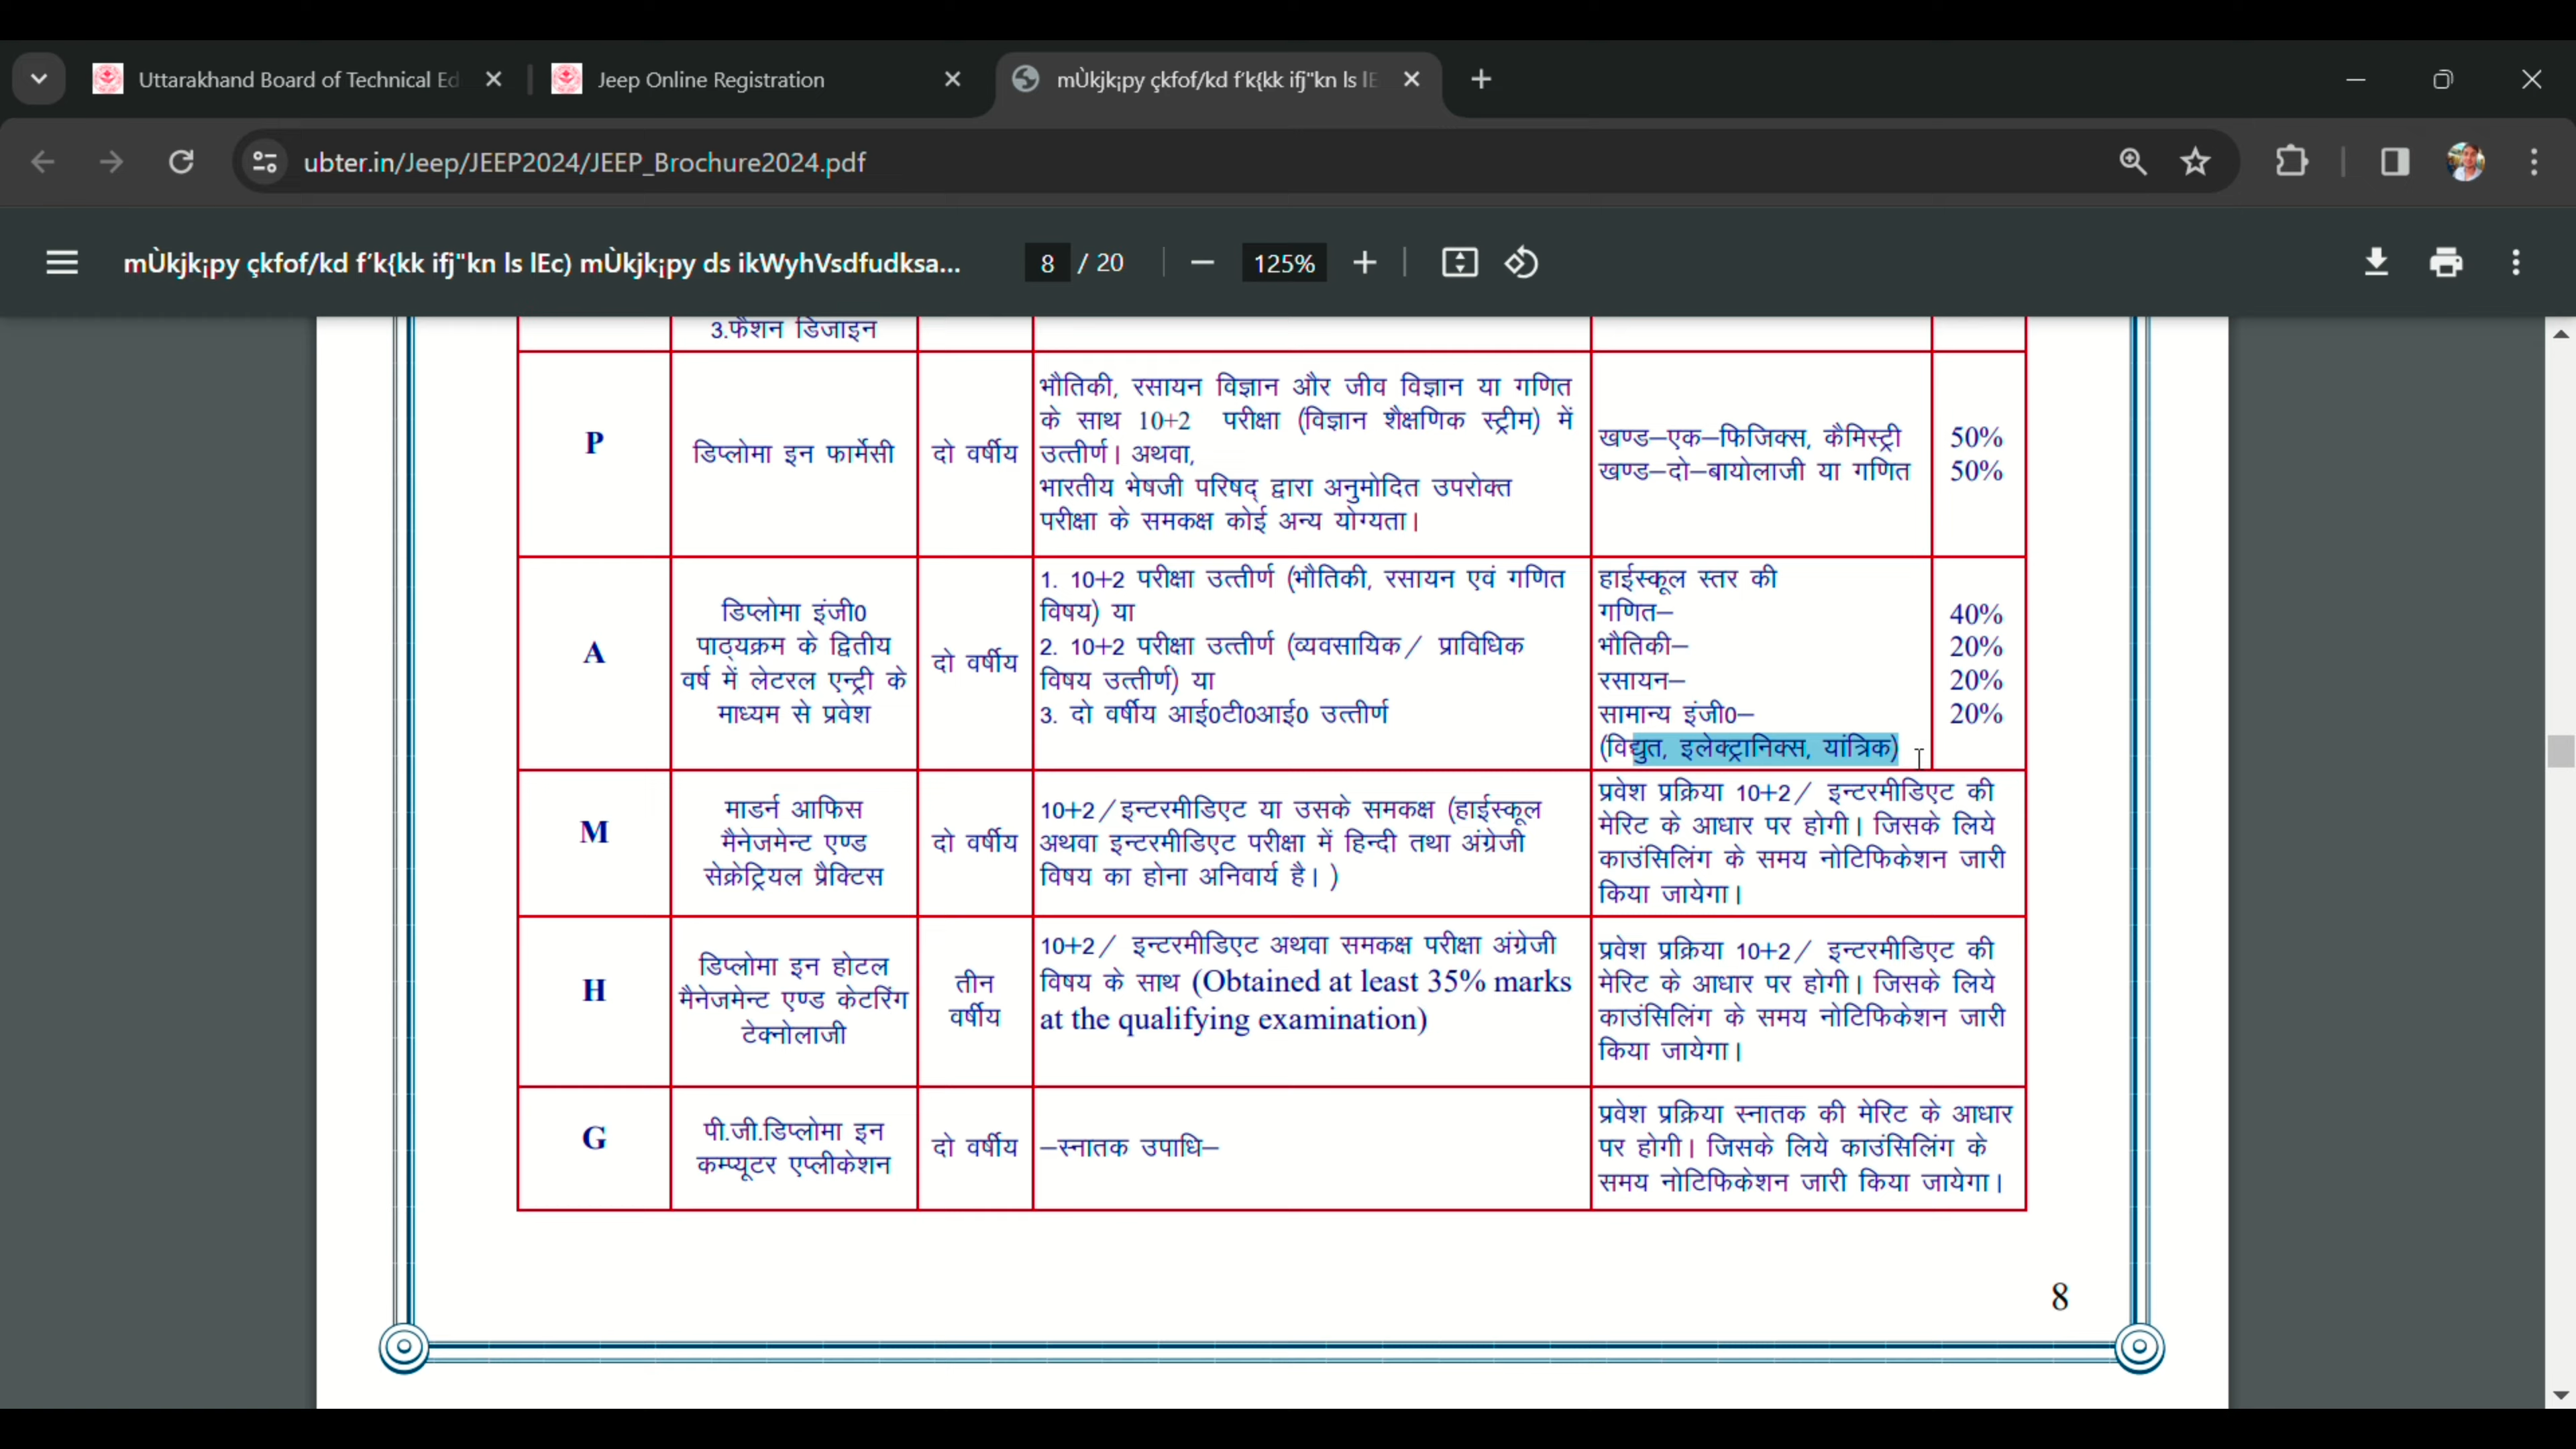 Uttarakhand Board of Technical Ed
Jeep Online Registration
mÙkjk¡py çkfof/kd f'k{kk ifj"kn ls lE
ubter.in/Jeep/JEEP2024/JEEP_Brochure2024.pdf
mÙkjk¡py çkfof/kd f'k{kk ifj"kn ls lEc) mÙkjk¡py ds ikWyhVsdfudksa...
8 / 20
125%
3.फैशन डिजाइन
P
डिप्लोमा इन फार्मेसी
दो वर्षीय
भौतिकी, रसायन विज्ञान और जीव विज्ञान या गणित
के साथ 10+2 परीक्षा (विज्ञान शैक्षणिक स्ट्रीम) में
उत्तीर्ण। अथवा,
भारतीय भेषजी परिषद् द्वारा अनुमोदित उपरोक्त
परीक्षा के समकक्ष कोई अन्य योग्यता।
खण्ड–एक–फिजिक्स, कैमिस्ट्री 50%
खण्ड–दो–बायोलाजी या गणित 50%
A
डिप्लोमा इंजी0
पाठ्यक्रम के द्वितीय
वर्ष में लेटरल एन्ट्री के
माध्यम से प्रवेश
दो वर्षीय
1. 10+2 परीक्षा उत्तीर्ण (भौतिकी, रसायन एवं गणित
विषय) या
2. 10+2 परीक्षा उत्तीर्ण (व्यवसायिक/ प्राविधिक
विषय उत्तीर्ण) या
3. दो वर्षीय आई0टी0आई0 उत्तीर्ण
हाईस्कूल स्तर की
गणित– 40%
भौतिकी– 20%
रसायन– 20%
सामान्य इंजी0– 20%
(विद्युत, इलेक्ट्रानिक्स, यांत्रिक)
M
माडर्न आफिस
मैनेजमेन्ट एण्ड
सेक्रेट्रियल प्रैक्टिस
दो वर्षीय
10+2/इन्टरमीडिएट या उसके समकक्ष (हाईस्कूल
अथवा इन्टरमीडिएट परीक्षा में हिन्दी तथा अंग्रेजी
विषय का होना अनिवार्य है। )
प्रवेश प्रक्रिया 10+2/ इन्टरमीडिएट की
मेरिट के आधार पर होगी। जिसके लिये
काउंसिलिंग के समय नोटिफिकेशन जारी
किया जायेगा।
H
डिप्लोमा इन होटल
मैनेजमेन्ट एण्ड केटरिंग
टेक्नोलाजी
तीन
वर्षीय
10+2/ इन्टरमीडिएट अथवा समकक्ष परीक्षा अंग्रेजी
विषय के साथ (Obtained at least 35% marks
at the qualifying examination)
प्रवेश प्रक्रिया 10+2/ इन्टरमीडिएट की
मेरिट के आधार पर होगी। जिसके लिये
काउंसिलिंग के समय नोटिफिकेशन जारी
किया जायेगा।
G
पी.जी.डिप्लोमा इन
कम्प्यूटर एप्लीकेशन
दो वर्षीय
–स्नातक उपाधि–
प्रवेश प्रक्रिया स्नातक की मेरिट के आधार
पर होगी। जिसके लिये काउंसिलिंग के
समय नोटिफिकेशन जारी किया जायेगा।
8